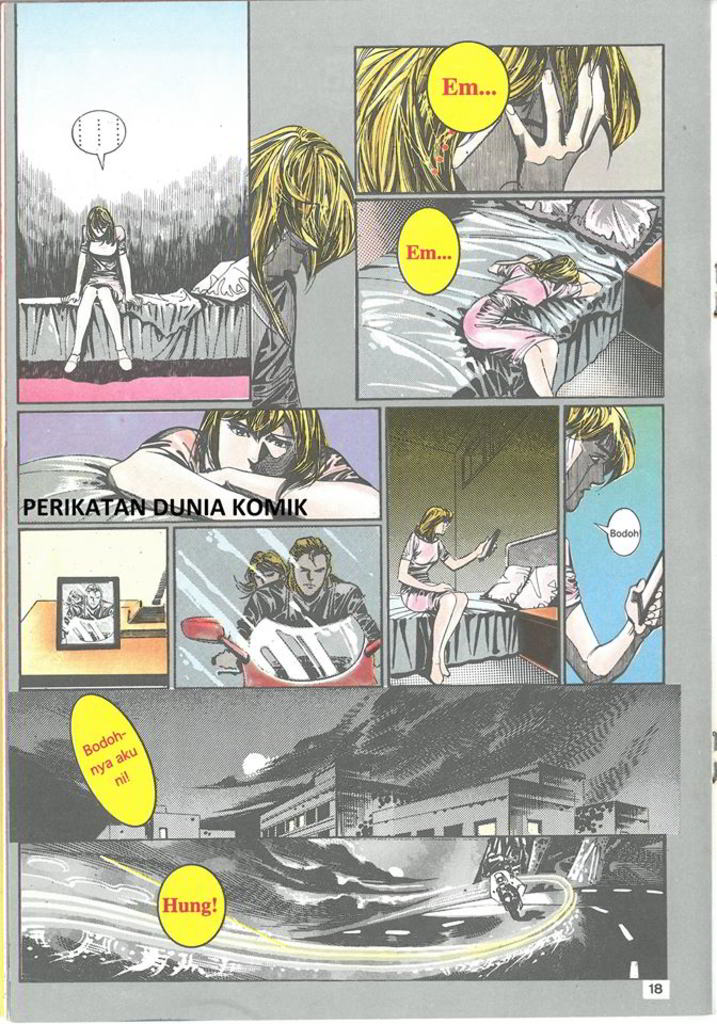 Em...
Em...
PERIKATAN DUNIA KOMIK
Bodoh!
Bodoh-
nya aku
ni!
Hung!
18